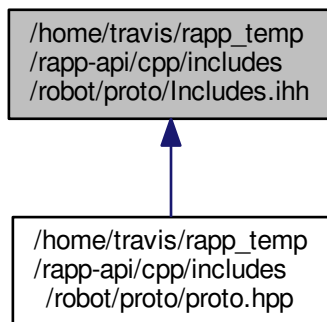 /home/travis/rapp_temp
/rapp-api/cpp/includes
/robot/proto/Includes.ihh
/home/travis/rapp_temp
/rapp-api/cpp/includes
/robot/proto/proto.hpp